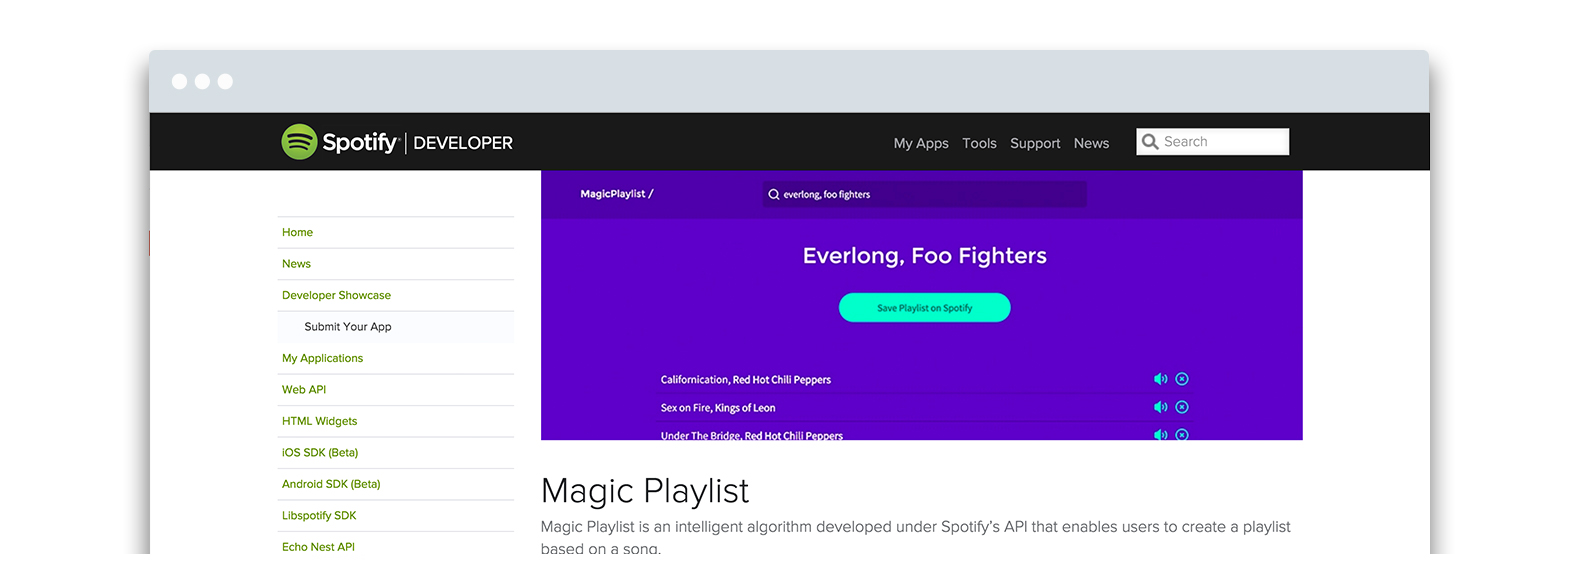 Spotify | DEVELOPER
My Apps Tools Support News
Search
Home
News
Developer Showcase
Submit Your App
My Applications
Web API
HTML Widgets
iOS SDK (Beta)
Android SDK (Beta)
Libspotify SDK
Echo Nest API
MagicPlaylist /
everlong, foo fighters
Everlong, Foo Fighters
Save Playlist on Spotify
Californication, Red Hot Chili Peppers
Sex on Fire, Kings of Leon
Under The Bridge, Red Hot Chili Peppers
Magic Playlist
Magic Playlist is an intelligent algorithm developed under Spotify’s API that enables users to create a playlist
based on a song.